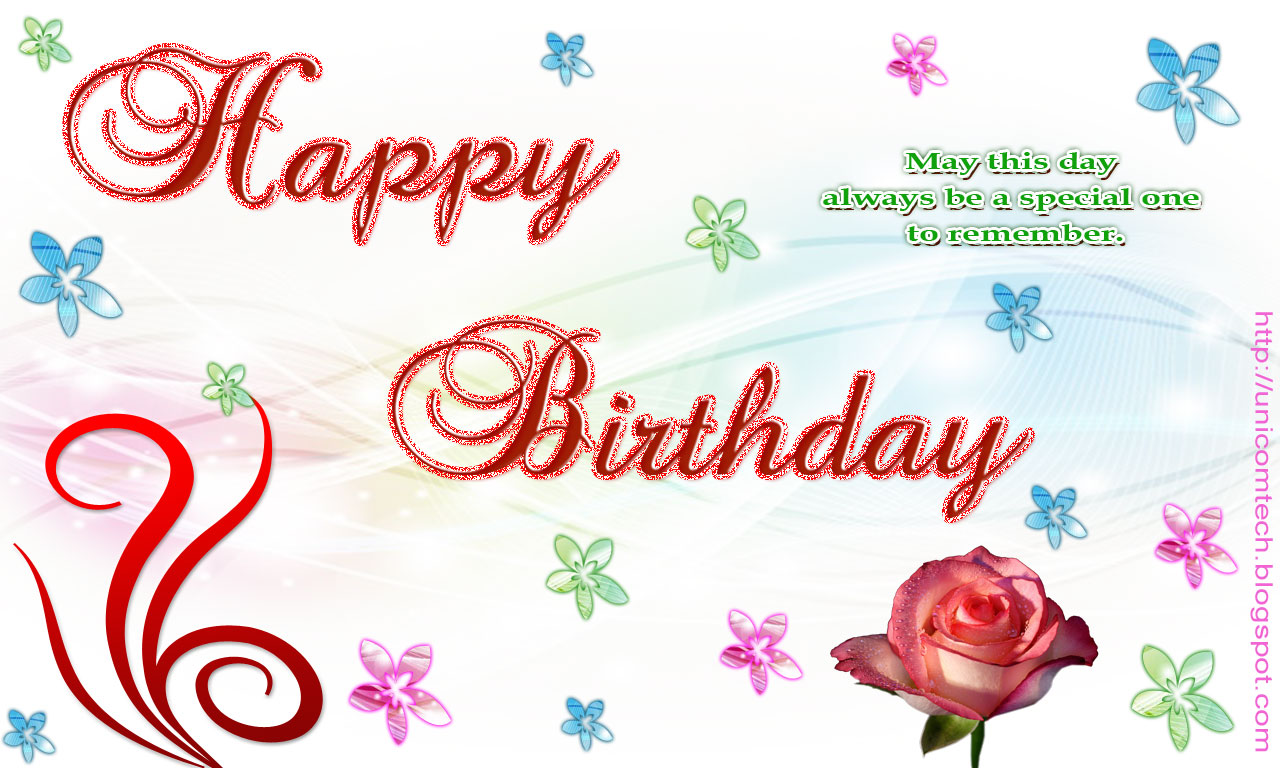 Happy
May this day
always be a special one
to remember.
Birthday
http://unicomtech.blogspot.com